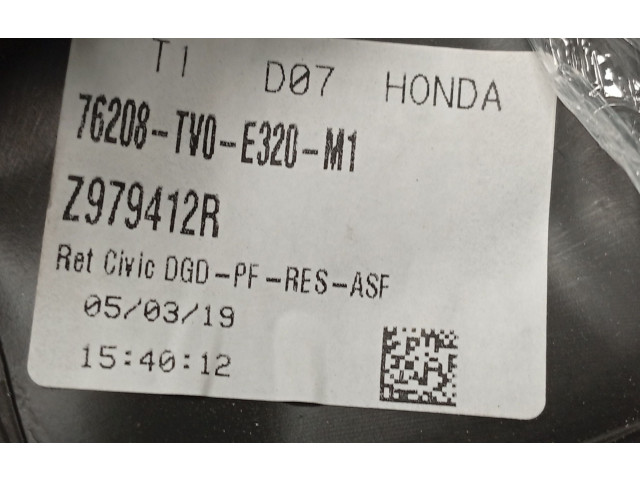 T1 D07 HONDA
76208-TV0-E320-M1
Z979412R
Ret Civic DGD-PF-RES-ASF
05/03/19
15:40:12